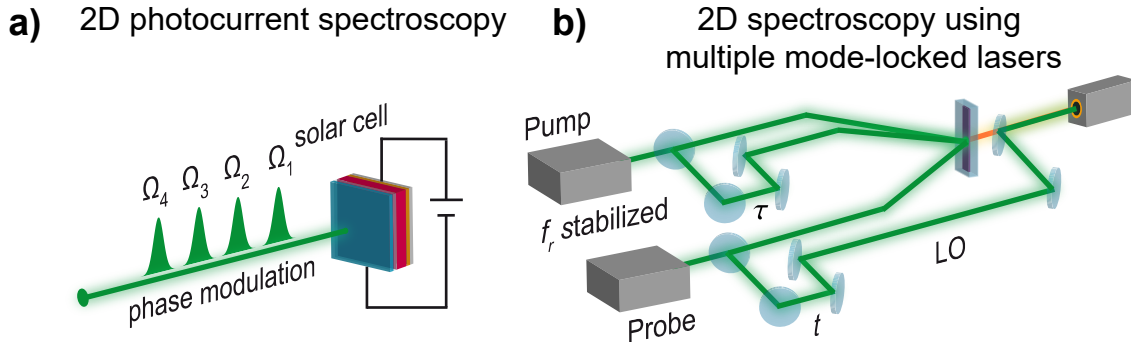 a) 2D photocurrent spectroscopy
solar cell
Ω₁
Ω₂
Ω₃
Ω₄
phase modulation
b) 2D spectroscopy using
multiple mode-locked lasers
Pump
fᵣ stabilized
τ
LO
Probe
t